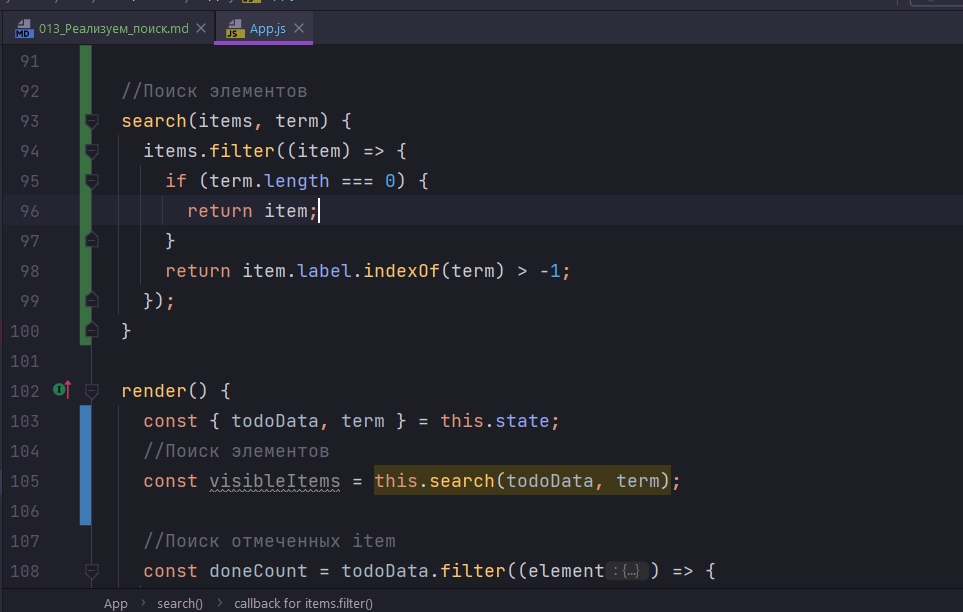 MD 013_Реализуем_поиск.md JS App.js
91
92 //Поиск элементов
93 search(items, term) {
94 items.filter((item) => {
95 if (term.length === 0) {
96 return item;
97 }
98 return item.label.indexOf(term) > -1;
99 });
100 }
101
102 render() {
103 const { todoData, term } = this.state;
104 //Поиск элементов
105 const visibleItems = this.search(todoData, term);
106
107 //Поиск отмеченных item
108 const doneCount = todoData.filter((element :{...} ) => {
App > search() > callback for items.filter()